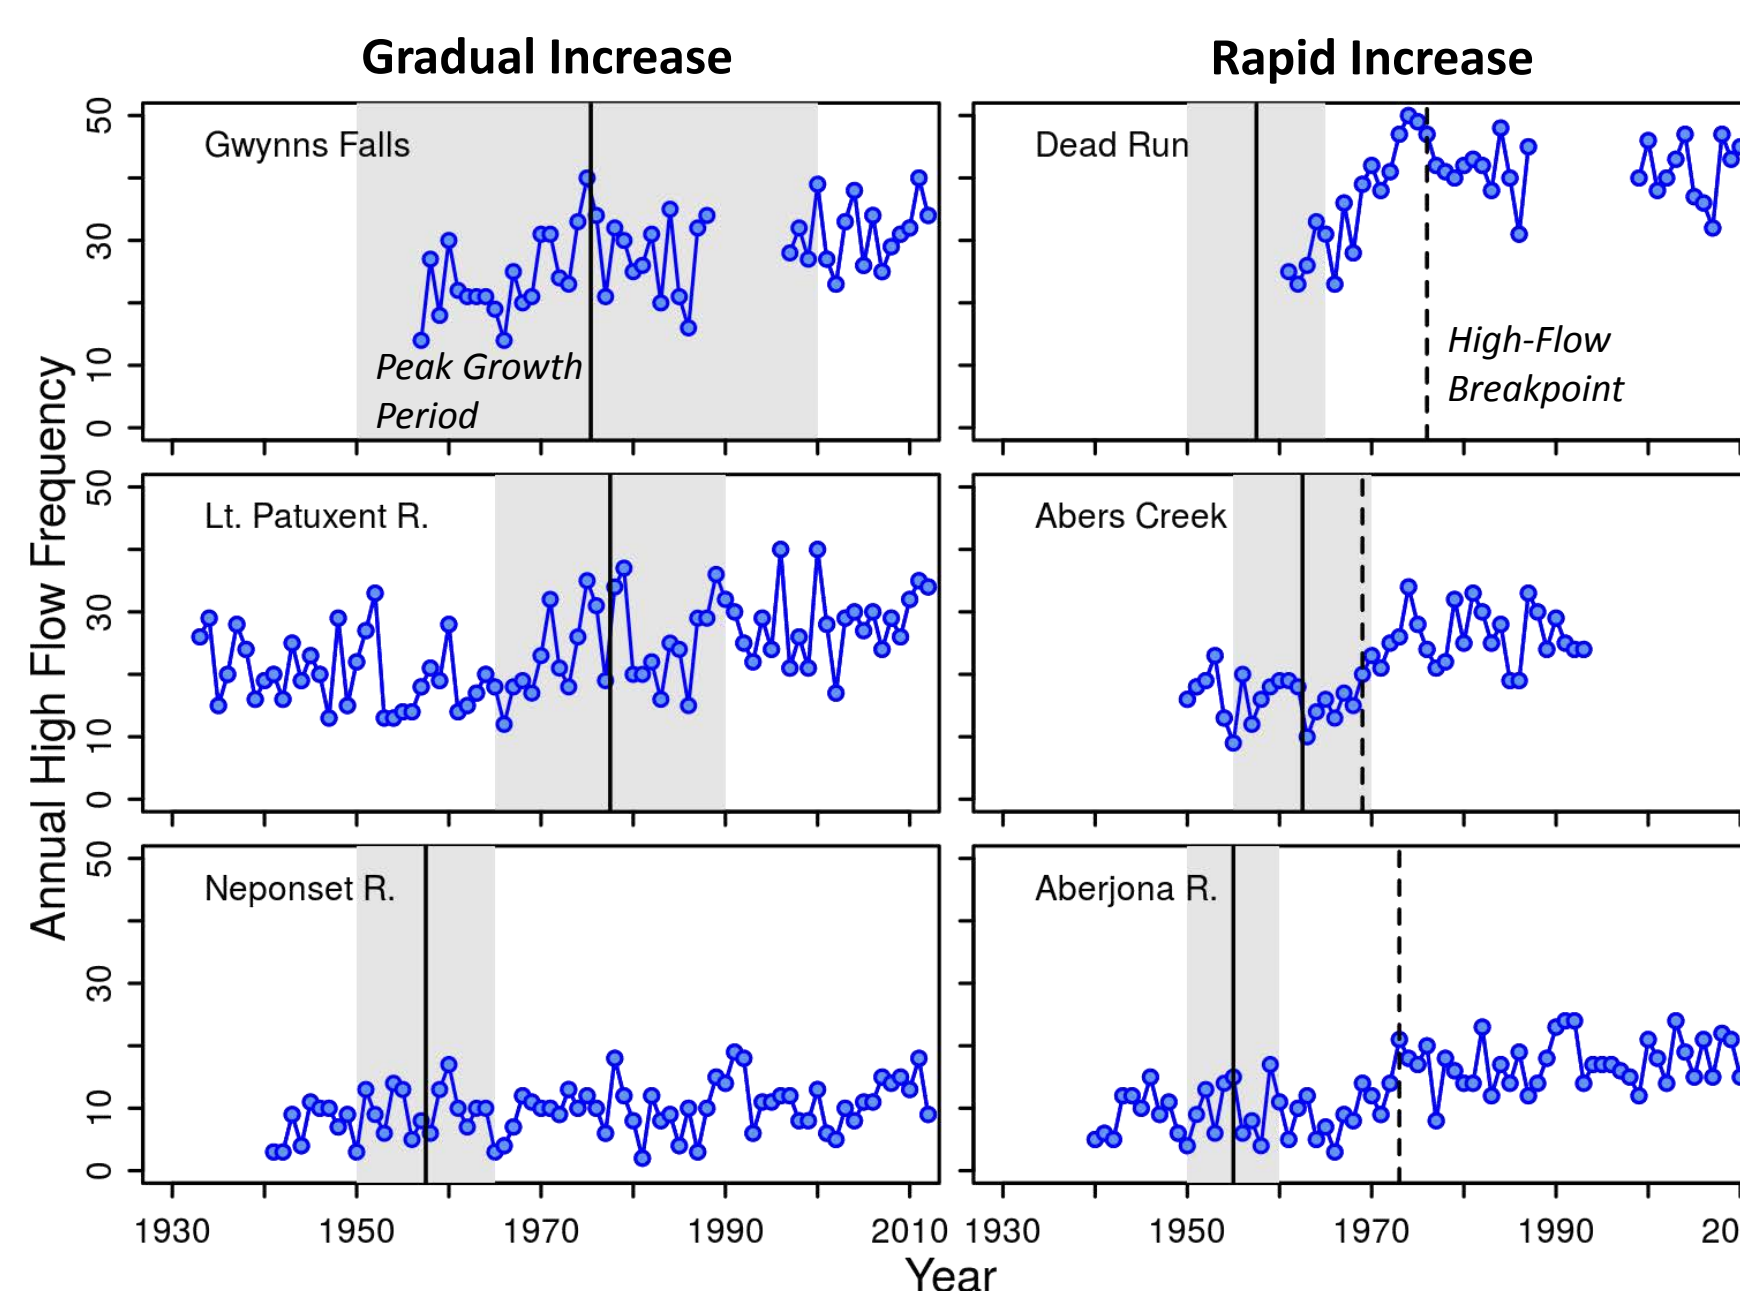 Gradual Increase
Rapid Increase
Annual High Flow Frequency
50
30
10
0
Gwynns Falls
Peak Growth
Period
Dead Run
High-Flow
Breakpoint
50
30
10
0
Lt. Patuxent R.
Abers Creek
50
30
10
0
Neponset R.
Aberjona R.
1930 1950 1970 1990 2010
1930 1950 1970 1990 20
Year